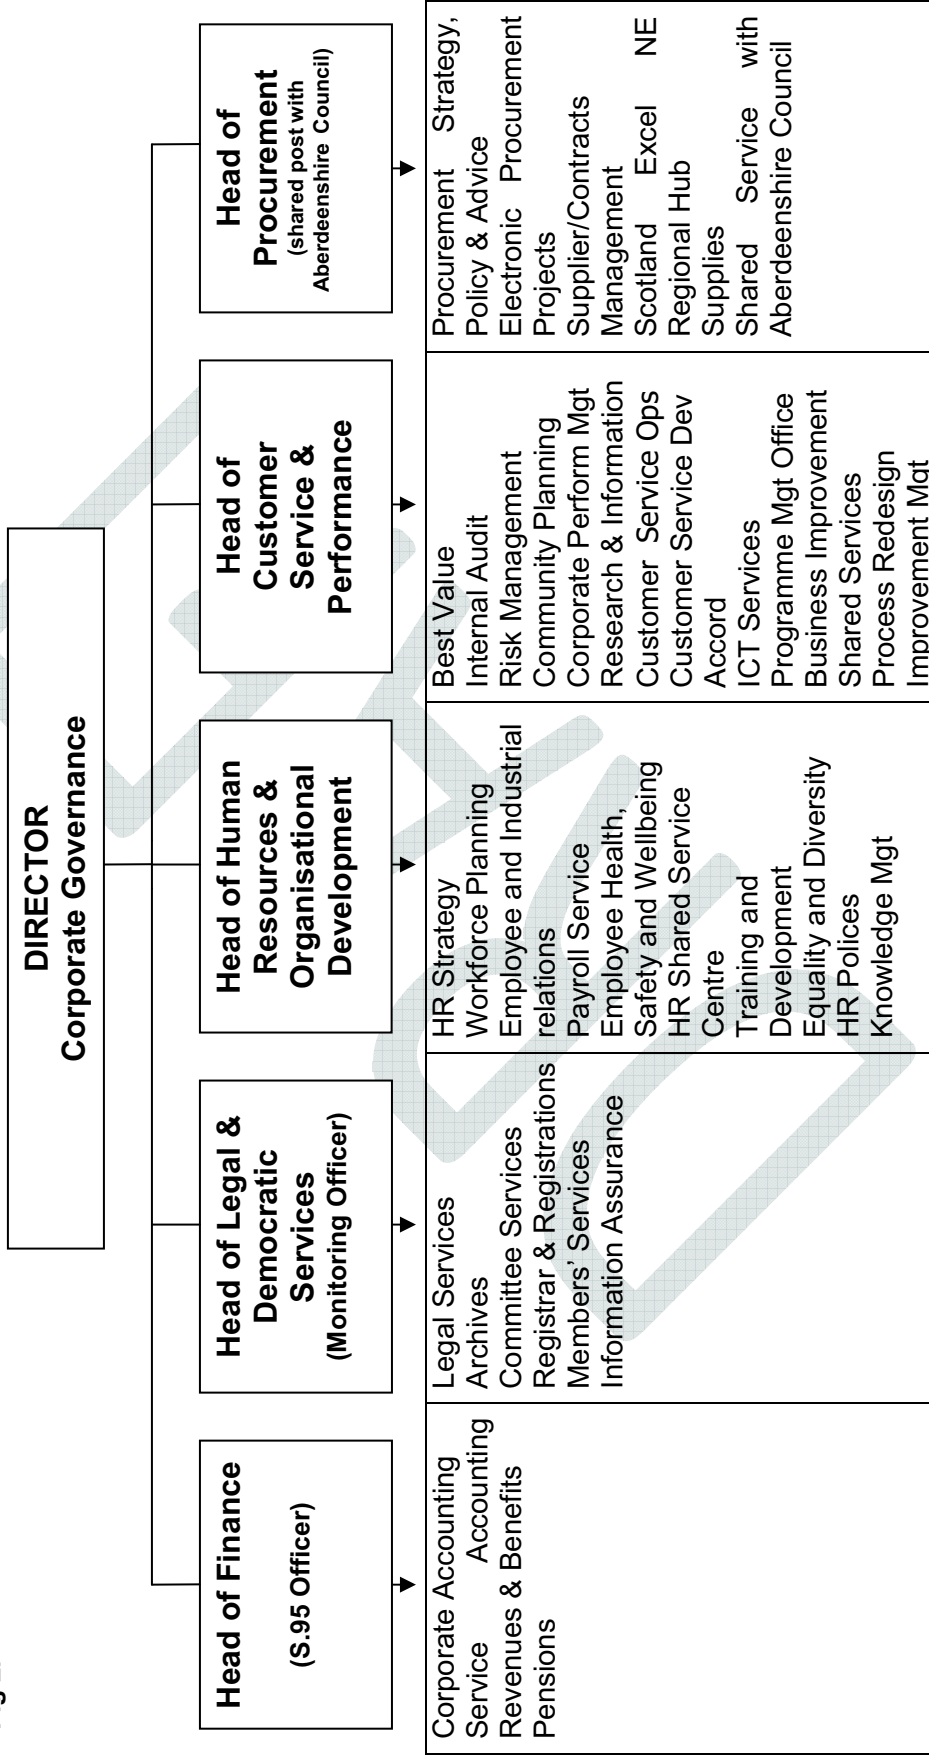 DIRECTOR
Corporate Governance
Head of Finance
(S.95 Officer)
Head of Legal &
Democratic
Services
(Monitoring Officer)
Head of Human
Resources &
Organisational
Development
Head of
Customer
Service &
Performance
Head of
Procurement
(shared post with
Aberdeenshire Council)
Corporate Accounting
Service Accounting
Revenues & Benefits
Pensions
Legal Services
Archives
Committee Services
Registrar & Registrations
Members' Services
Information Assurance
HR Strategy
Workforce Planning
Employee and Industrial
relations
Payroll Service
Employee Health,
Safety and Wellbeing
HR Shared Service
Centre
Training and
Development
Equality and Diversity
HR Polices
Knowledge Mgt
Best Value
Internal Audit
Risk Management
Community Planning
Corporate Perform Mgt
Research & Information
Customer Service Ops
Customer Service Dev
Accord
ICT Services
Programme Mgt Office
Business Improvement
Shared Services
Process Redesign
Improvement Mgt
Procurement Strategy,
Policy & Advice
Electronic Procurement
Projects
Supplier/Contracts
Management
Scotland Excel NE
Regional Hub
Supplies
Shared Service with
Aberdeenshire Council